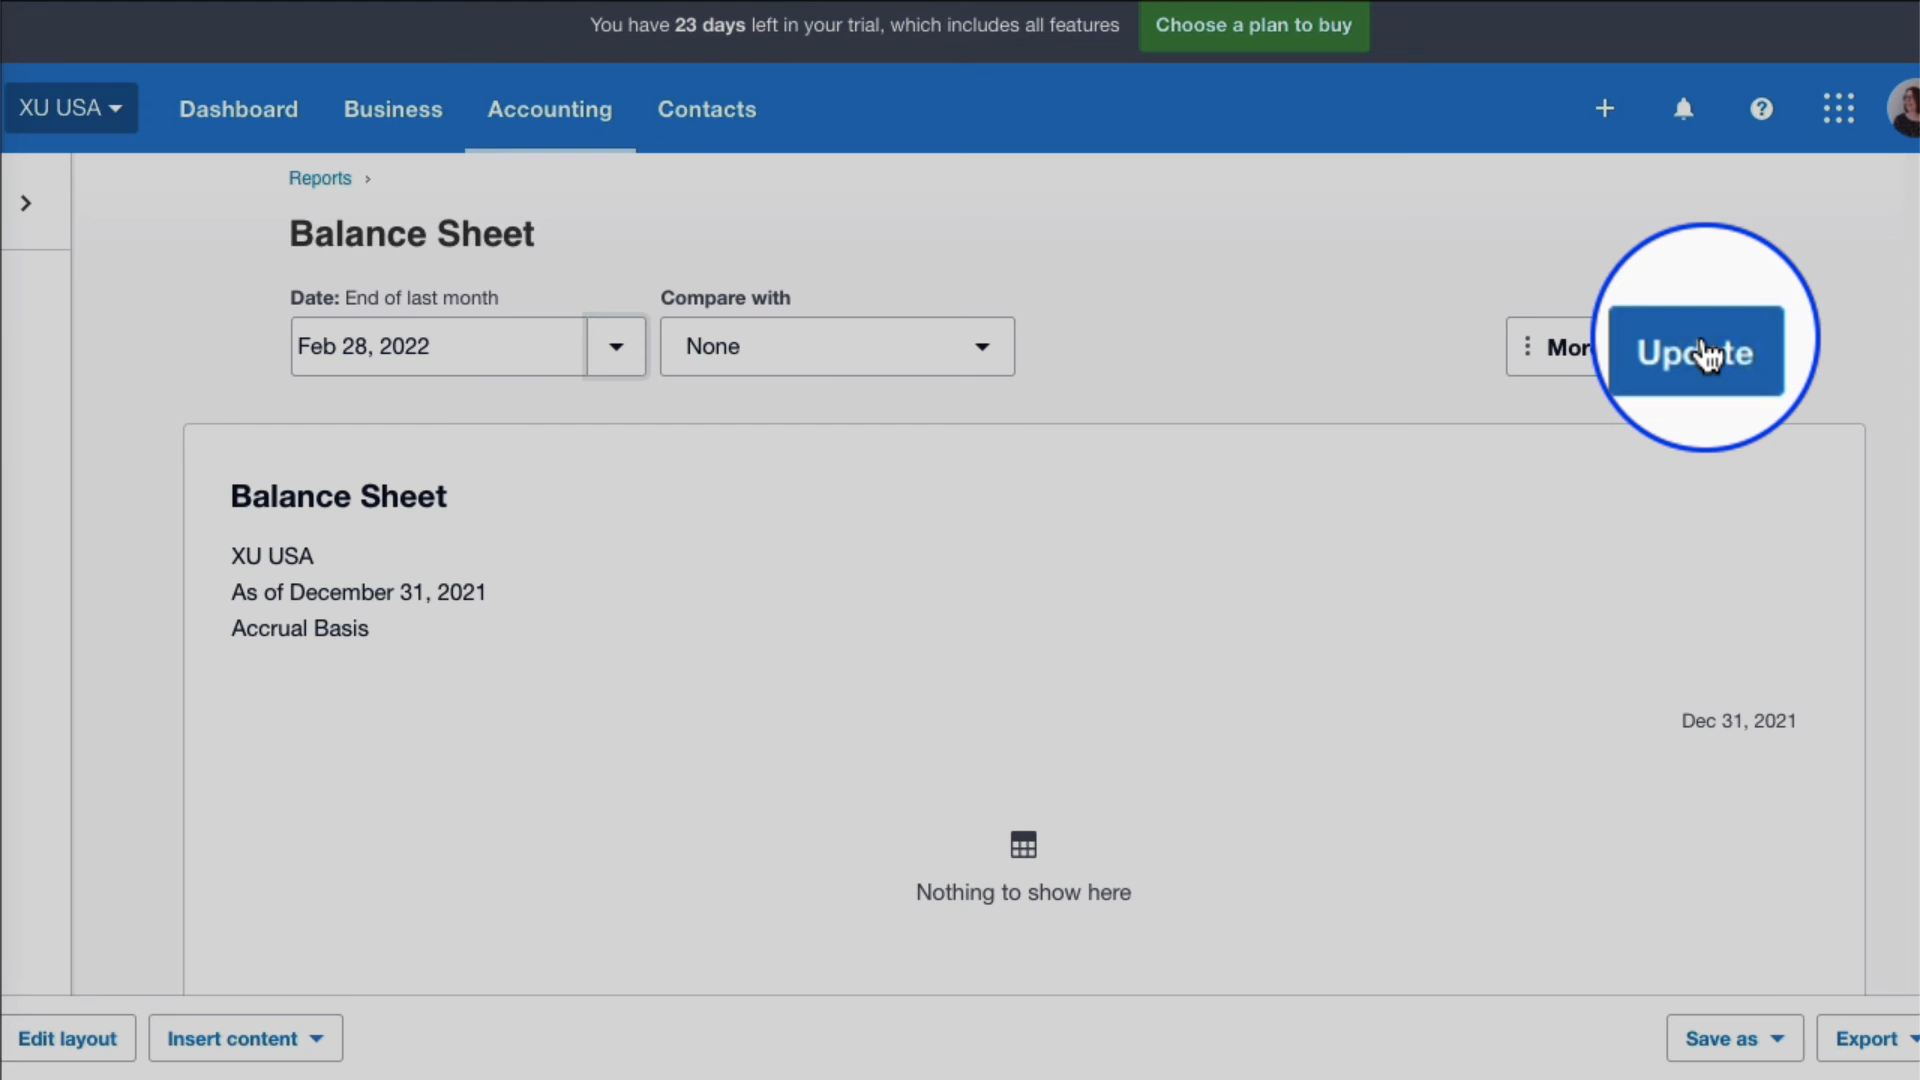 You have 23 days left in your trial, which includes all features
Choose a plan to buy
XU USA
Dashboard
Business
Accounting
Contacts
Reports
Balance Sheet
Date: End of last month
Compare with
Feb 28, 2022
None
Update
Balance Sheet
XU USA
As of December 31, 2021
Accrual Basis
Dec 31, 2021
Nothing to show here
Edit layout
Insert content
Save as
Export